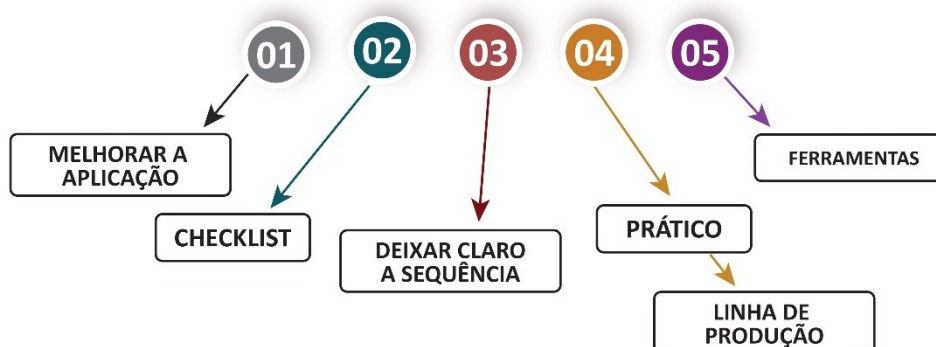 01
02
03
04
05
MELHORAR A
APLICAÇÃO
CHECKLIST
DEIXAR CLARO
A SEQUÊNCIA
PRÁTICO
LINHA DE
PRODUÇÃO
FERRAMENTAS